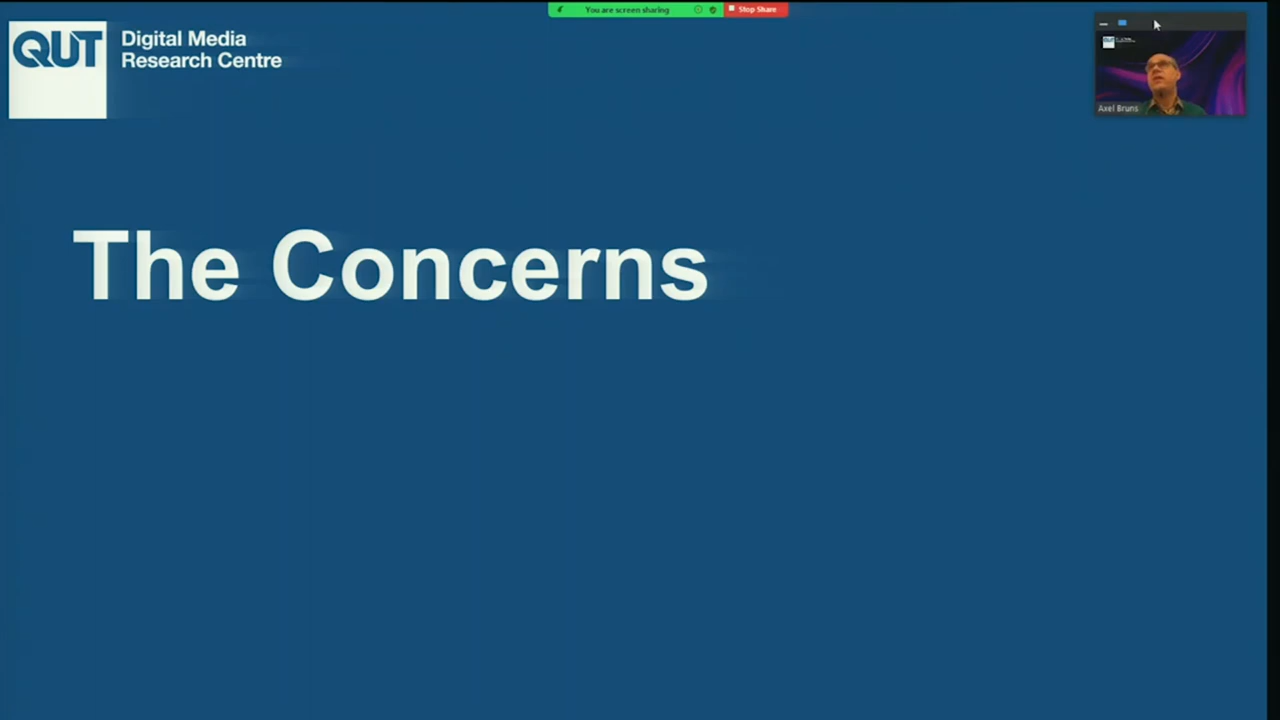 You are screen sharing
Stop Share
QUT
Digital Media
Research Centre
Axel Bruns
The Concerns